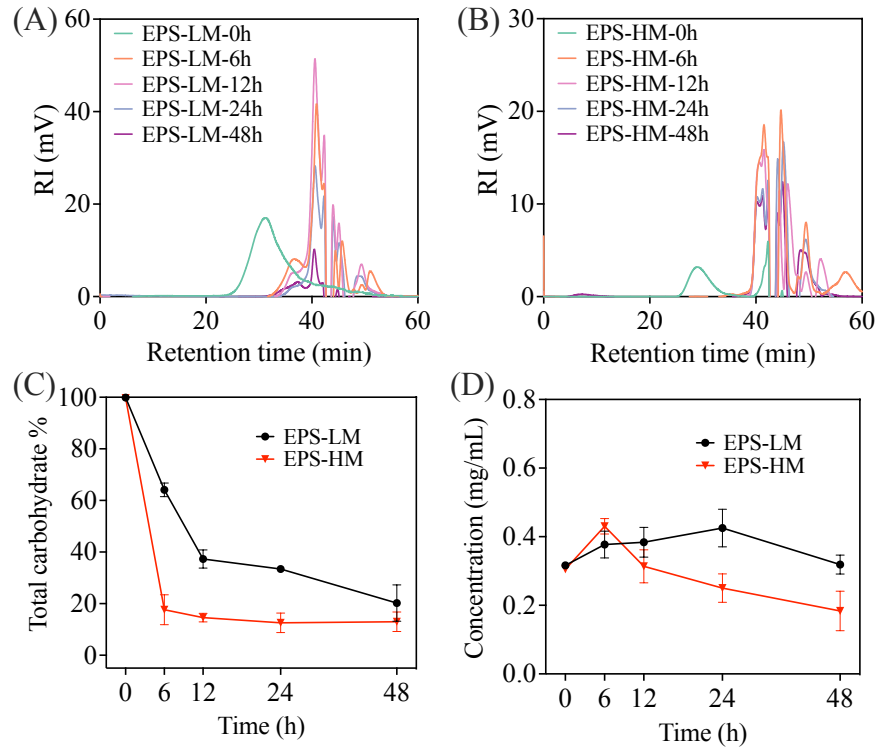 (A)
EPS-LM-0h
EPS-LM-6h
EPS-LM-12h
EPS-LM-24h
EPS-LM-48h
RI (mV)
60
40
20
0
0 20 40 60
Retention time (min)
(B)
EPS-HM-0h
EPS-HM-6h
EPS-HM-12h
EPS-HM-24h
EPS-HM-48h
RI (mV)
30
20
10
0
0 20 40 60
Retention time (min)
(C)
EPS-LM
EPS-HM
Total carbohydrate %
100
80
60
40
20
0
0 6 12 24 48
Time (h)
(D)
EPS-LM
EPS-HM
Concentration (mg/mL)
0.8
0.6
0.4
0.2
0.0
0 6 12 24 48
Time (h)